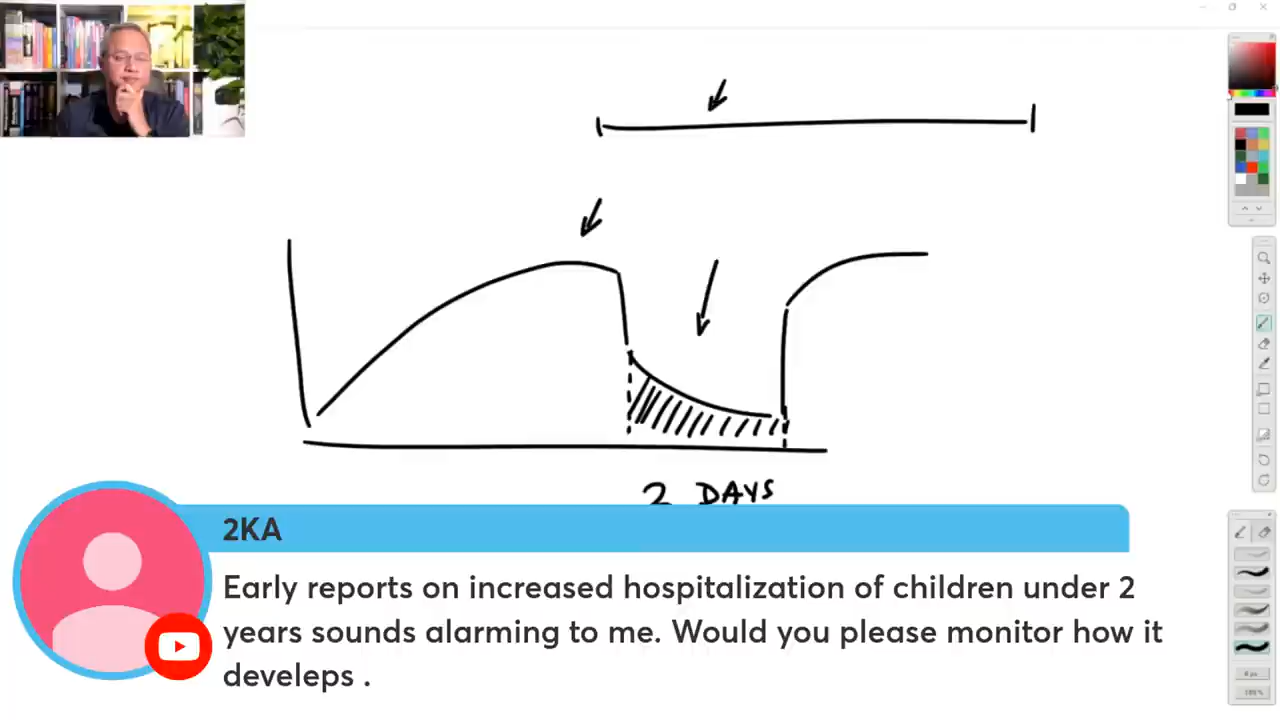 2 DAYS
2KA
Early reports on increased hospitalization of children under 2
years sounds alarming to me. Would you please monitor how it
develeps .